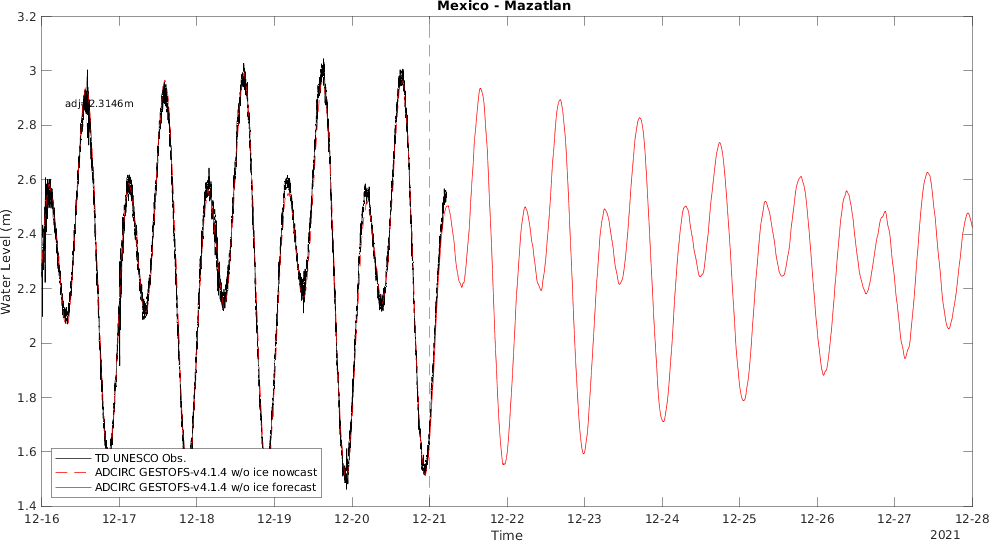 Mexico - Mazatlan
3.2
3
2.8
2.6
2.4
2.2
2
1.8
1.6
1.4
Water Level (m)
2.3146m
TD UNESCO Obs.
ADCIRC GESTOFS-v4.1.4 w/o ice nowcast
ADCIRC GESTOFS-v4.1.4 w/o ice forecast
12-16 12-17 12-18 12-19 12-20 12-21 12-22 12-23 12-24 12-25 12-26 12-27 12-28
Time
2021